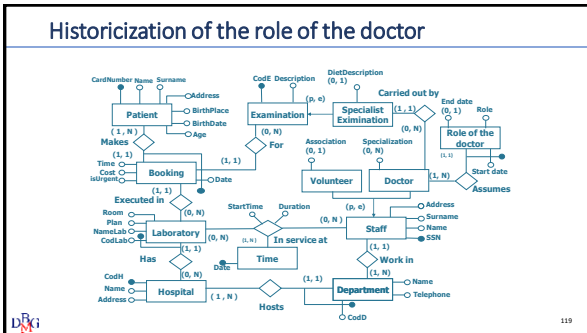 Historicization of the role of the doctor
CardNumber Name Surname
Address
BirthPlace
BirthDate
Age
Patient
(1, N)
Makes
(1, 1)
Time
Cost
isUrgent
Booking
Date
(1, 1)
CodE Description
Examination
(0, N)
For
(1, 1)
(p, e)
DietDescription
(0, 1)
Specialist
Eximination
Carried out by
(1, 1)
(0, N)
End date
(0, 1)
Role
Role of the
doctor
(1, 1)
Start date
Assumes
(1, N)
Association
(0, 1)
Specialization
(0, N)
Volunteer
Doctor
(p, e)
Executed in
(0, N)
Room
Plan
NameLab
CodLab
Laboratory
(0, N)
StartTime
Duration
(1, N)
In service at
Date
Time
(0, N)
Staff
Address
Surname
Name
SSN
(1, 1)
Work in
(1, N)
(1, 1)
Has
(0, N)
CodH
Name
Address
Hospital
(1, N)
Hosts
(1, 1)
Department
Name
Telephone
CodD
DBMG
119